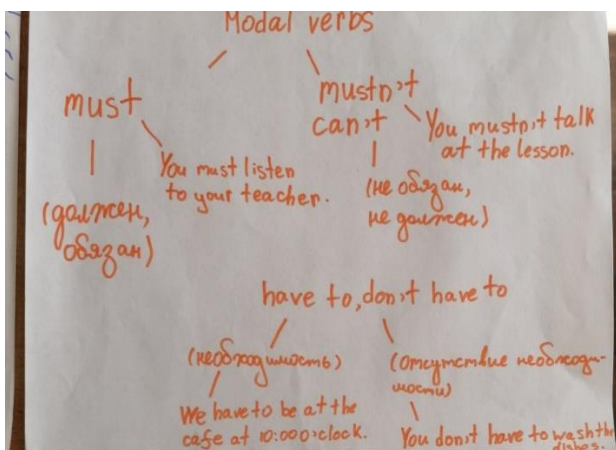 Modal verbs
must
mustn't
can't
You mustn't talk
at the lesson.
You must listen
to your teacher.
(должен,
обязан)
(не обязан,
не должен)
have to, don't have to
(необходимость)
(отсутствие необходи-
мости)
We have to be at the
cafe at 10:00 o'clock.
You don't have to wash the
dishes.